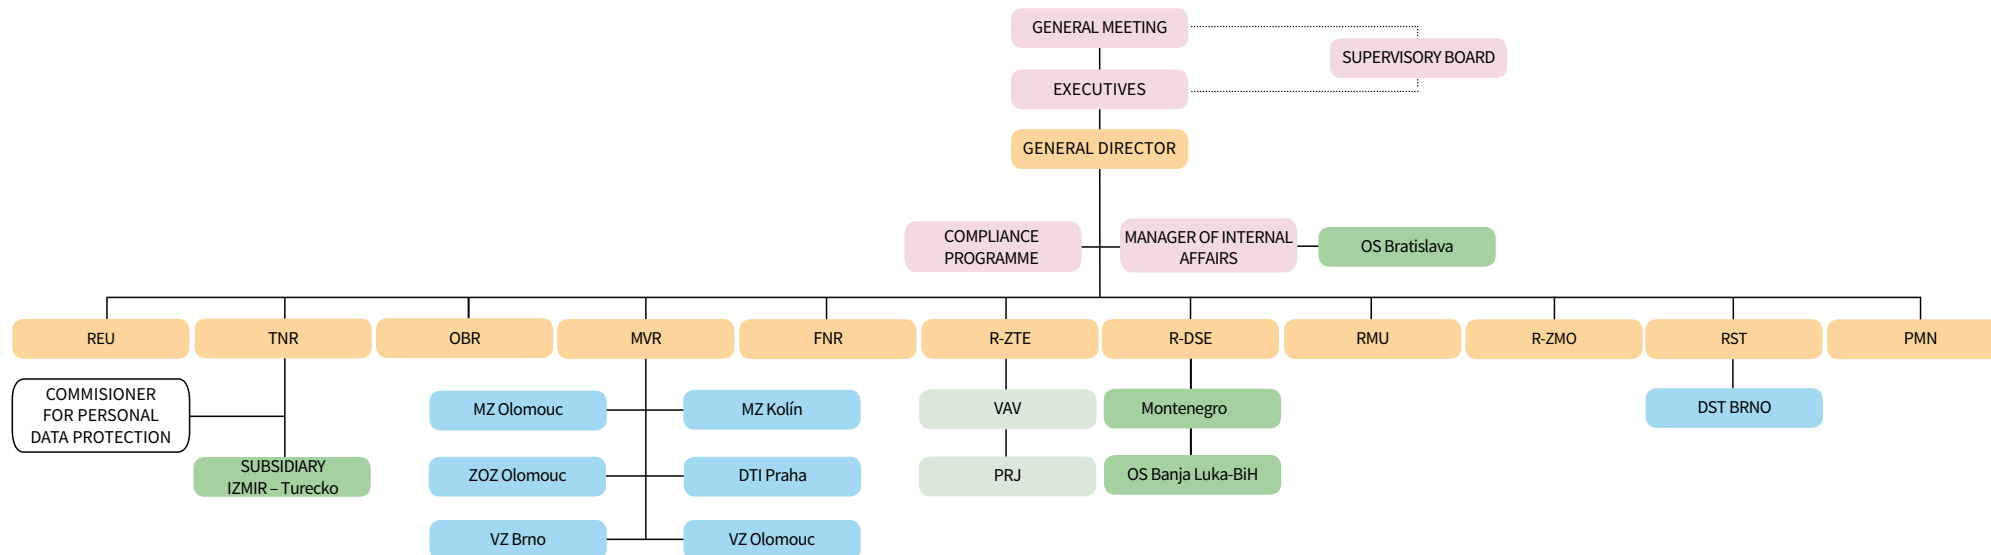 GENERAL MEETING
SUPERVISORY BOARD
EXECUTIVES
GENERAL DIRECTOR
COMPLIANCE
PROGRAMME
MANAGER OF INTERNAL
AFFAIRS
OS Bratislava
REU
TNR
OBR
MVR
FNR
R-ZTE
R-DSE
RMU
R-ZMO
RST
PMN
COMMISIONER
FOR PERSONAL
DATA PROTECTION
MZ Olomouc
MZ Kolín
VAV
Montenegro
DST BRNO
SUBSIDIARY
IZMIR – Turecko
ZOZ Olomouc
DTI Praha
PRJ
OS Banja Luka-BiH
VZ Brno
VZ Olomouc